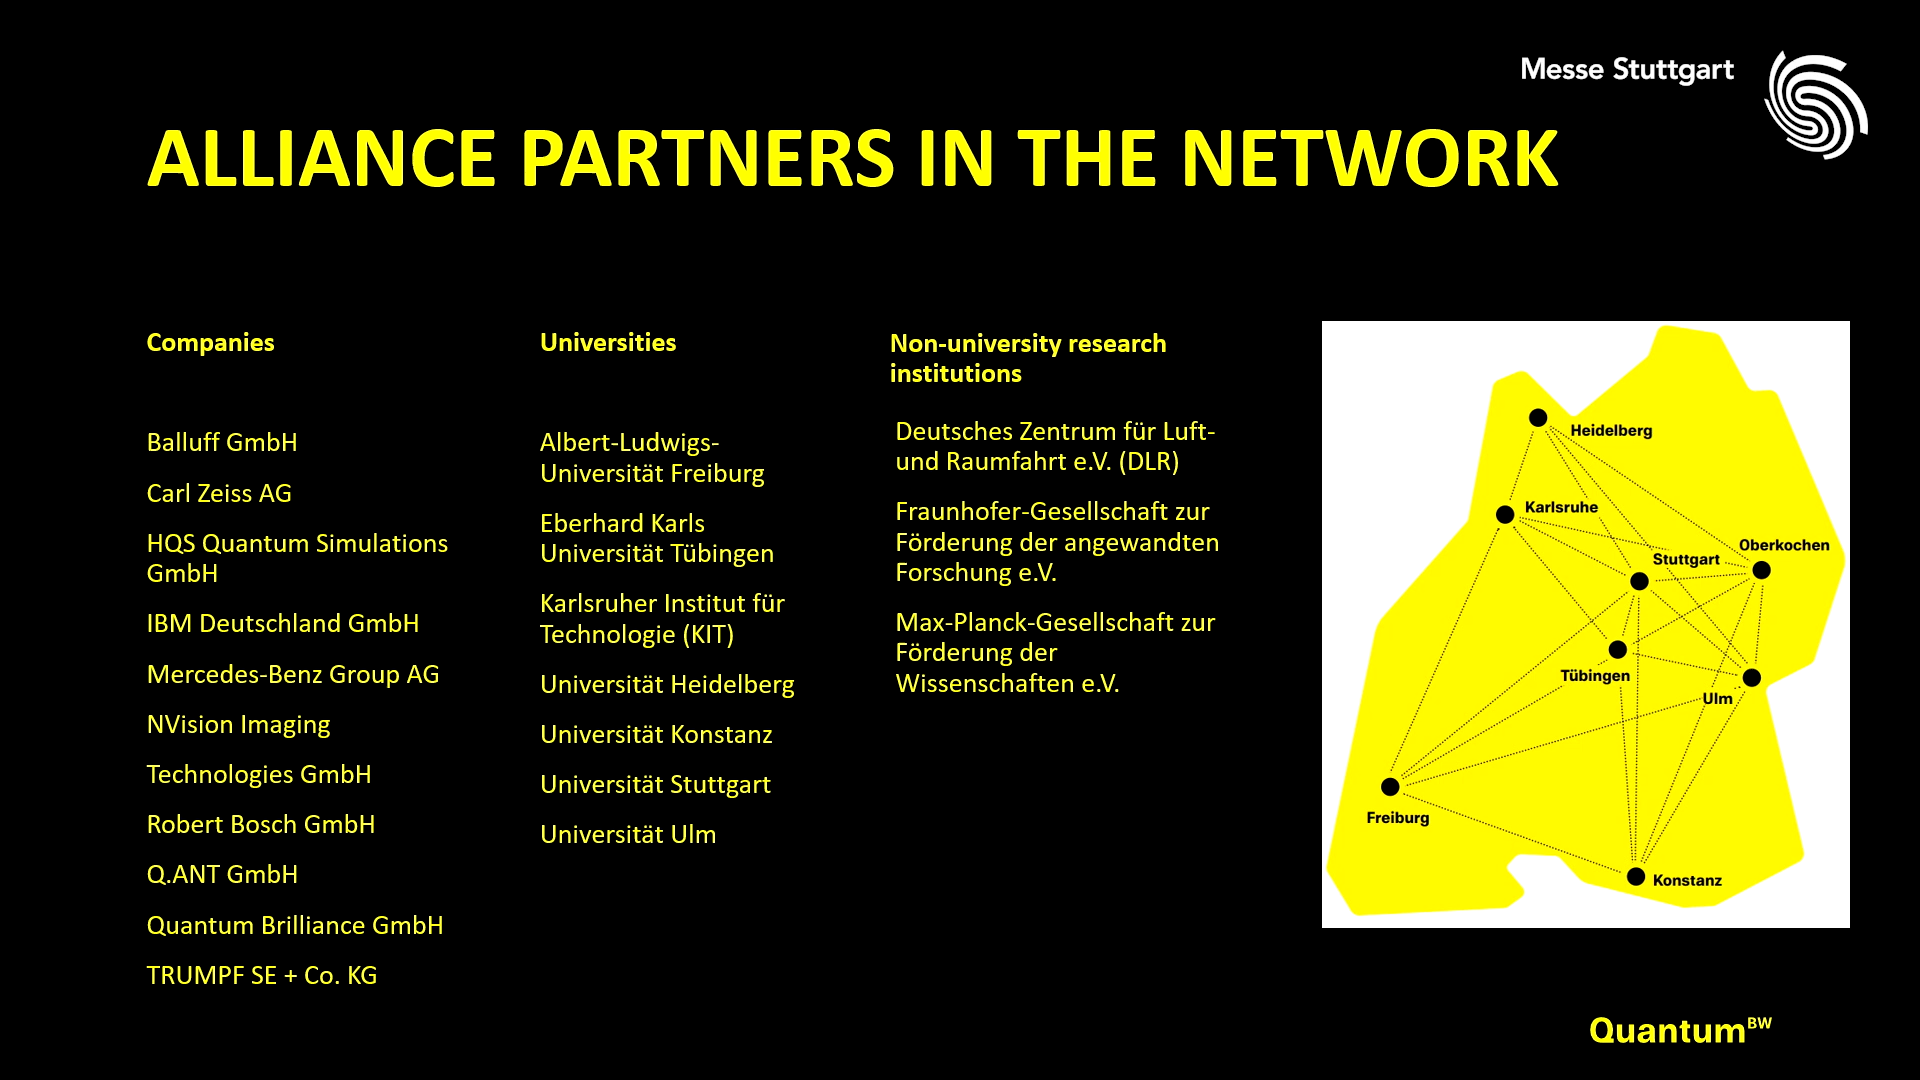 Messe Stuttgart
ALLIANCE PARTNERS IN THE NETWORK
Companies
Balluff GmbH
Carl Zeiss AG
HQS Quantum Simulations
GmbH
IBM Deutschland GmbH
Mercedes-Benz Group AG
NVision Imaging
Technologies GmbH
Robert Bosch GmbH
Q.ANT GmbH
Quantum Brilliance GmbH
TRUMPF SE + Co. KG
Universities
Albert-Ludwigs-
Universität Freiburg
Eberhard Karls
Universität Tübingen
Karlsruher Institut für
Technologie (KIT)
Universität Heidelberg
Universität Konstanz
Universität Stuttgart
Universität Ulm
Non-university research
institutions
Deutsches Zentrum für Luft-
und Raumfahrt e.V. (DLR)
Fraunhofer-Gesellschaft zur
Förderung der angewandten
Forschung e.V.
Max-Planck-Gesellschaft zur
Förderung der
Wissenschaften e.V.
Heidelberg
Karlsruhe
Oberkochen
Stuttgart
Tübingen
Ulm
Freiburg
Konstanz
QuantumBW